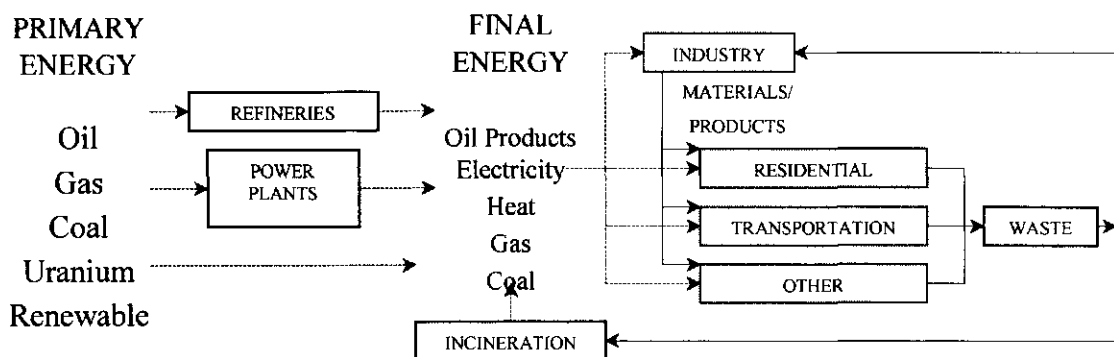 PRIMARY
ENERGY
Oil
Gas
Coal
Uranium
Renewable
REFINERIES
POWER
PLANTS
FINAL
ENERGY
Oil Products
Electricity
Heat
Gas
Coal
INCINERATION
INDUSTRY
MATERIALS/
PRODUCTS
RESIDENTIAL
TRANSPORTATION
OTHER
WASTE